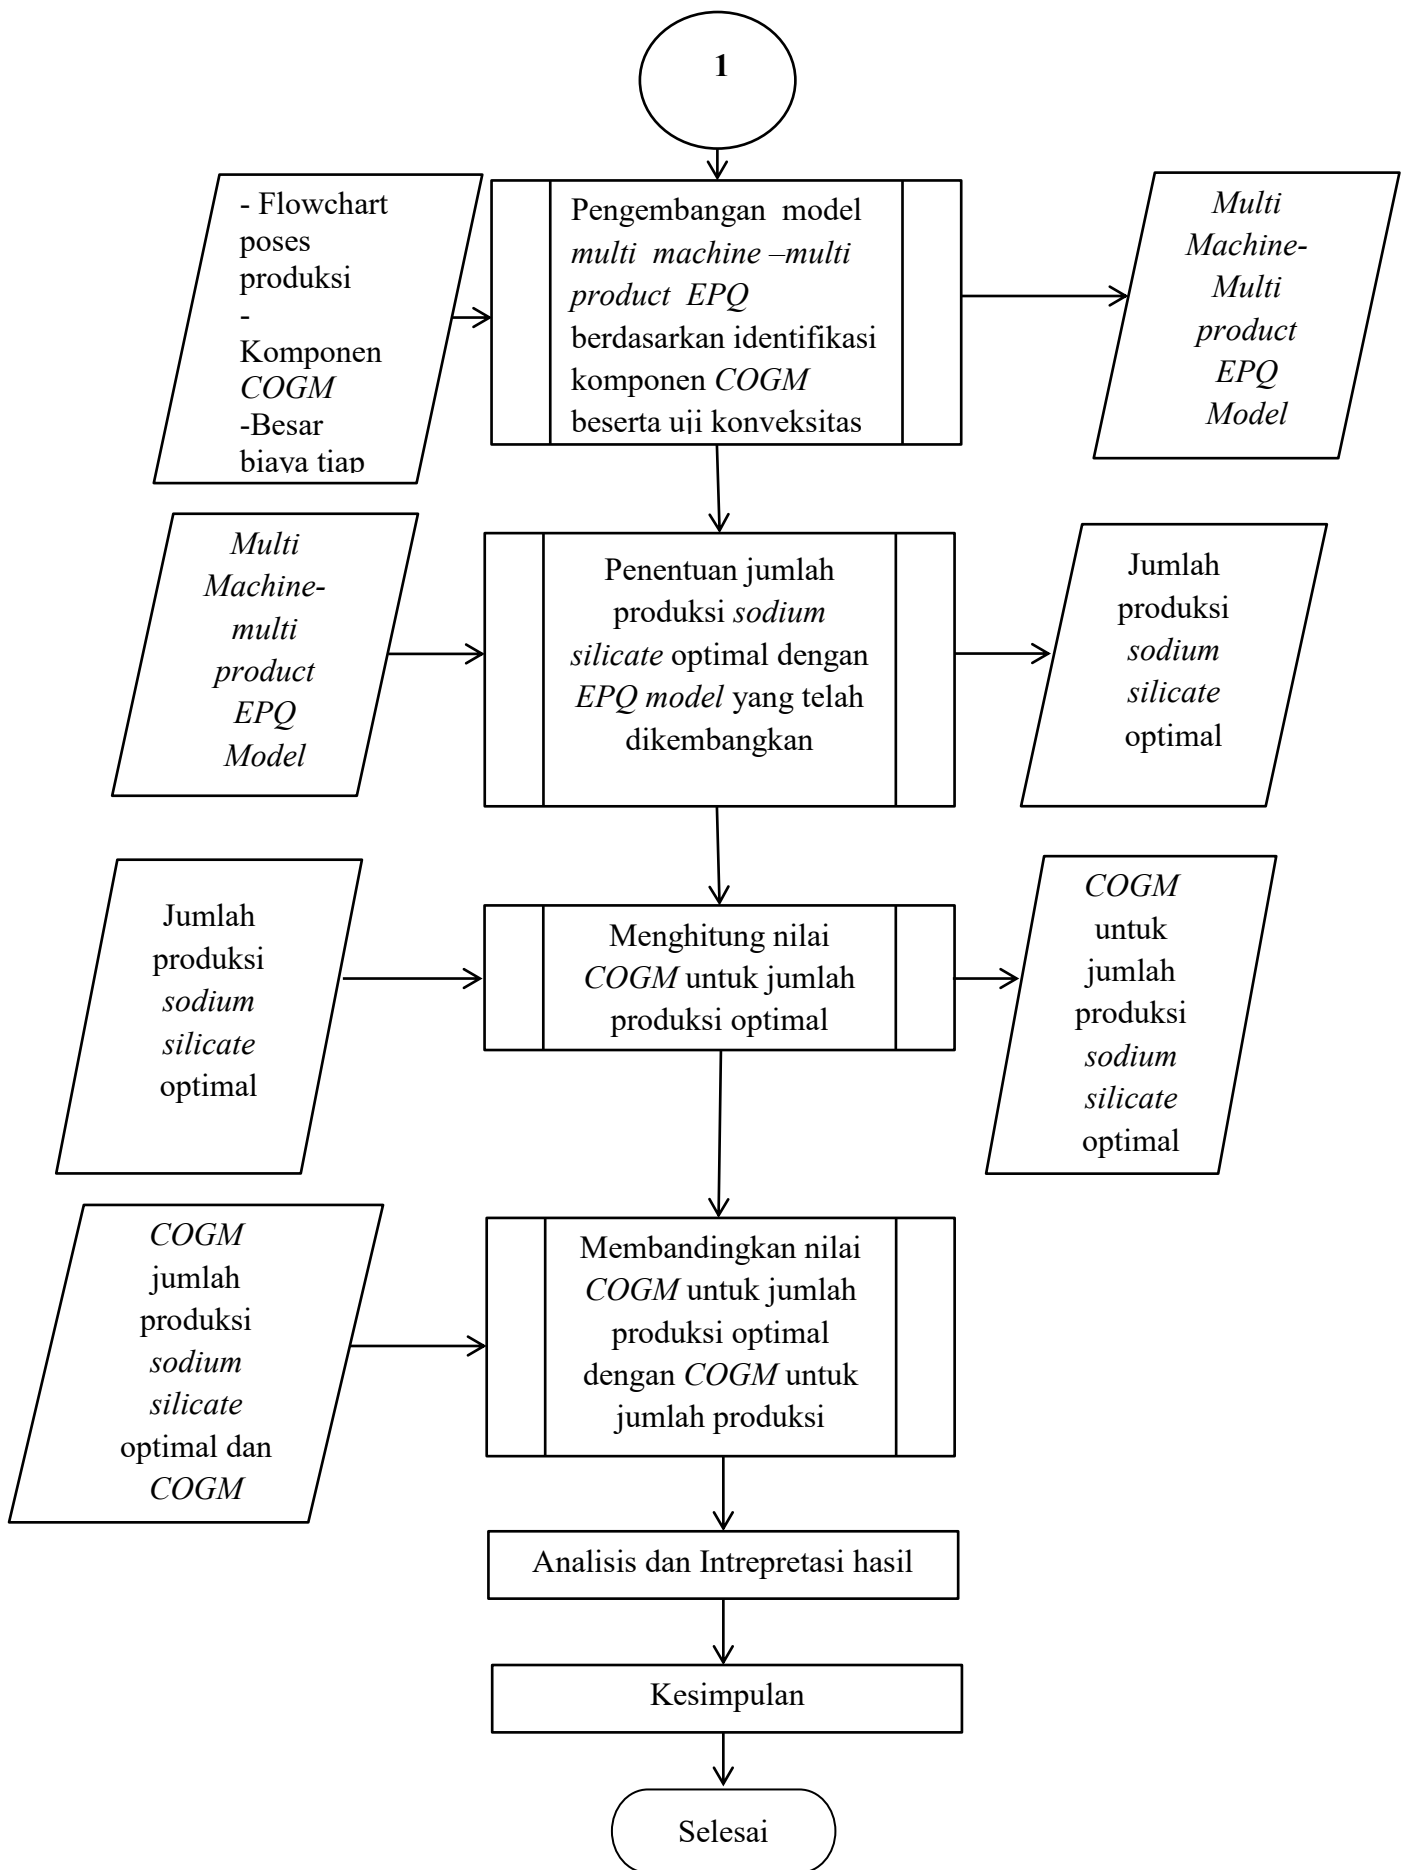 1
- Flowchart
poses
produksi
-
Komponen
COGM
-Besar
biaya tiap
Pengembangan model
multi machine –multi
product EPQ
berdasarkan identifikasi
komponen COGM
beserta uji konveksitas
Multi
Machine-
Multi
product
EPQ
Model
Multi
Machine-
multi
product
EPQ
Model
Penentuan jumlah
produksi sodium
silicate optimal dengan
EPQ model yang telah
dikembangkan
Jumlah
produksi
sodium
silicate
optimal
Jumlah
produksi
sodium
silicate
optimal
Menghitung nilai
COGM untuk jumlah
produksi optimal
COGM
untuk
jumlah
produksi
sodium
silicate
optimal
COGM
jumlah
produksi
sodium
silicate
optimal dan
COGM
Membandingkan nilai
COGM untuk jumlah
produksi optimal
dengan COGM untuk
jumlah produksi
Analisis dan Intrepretasi hasil
Kesimpulan
Selesai